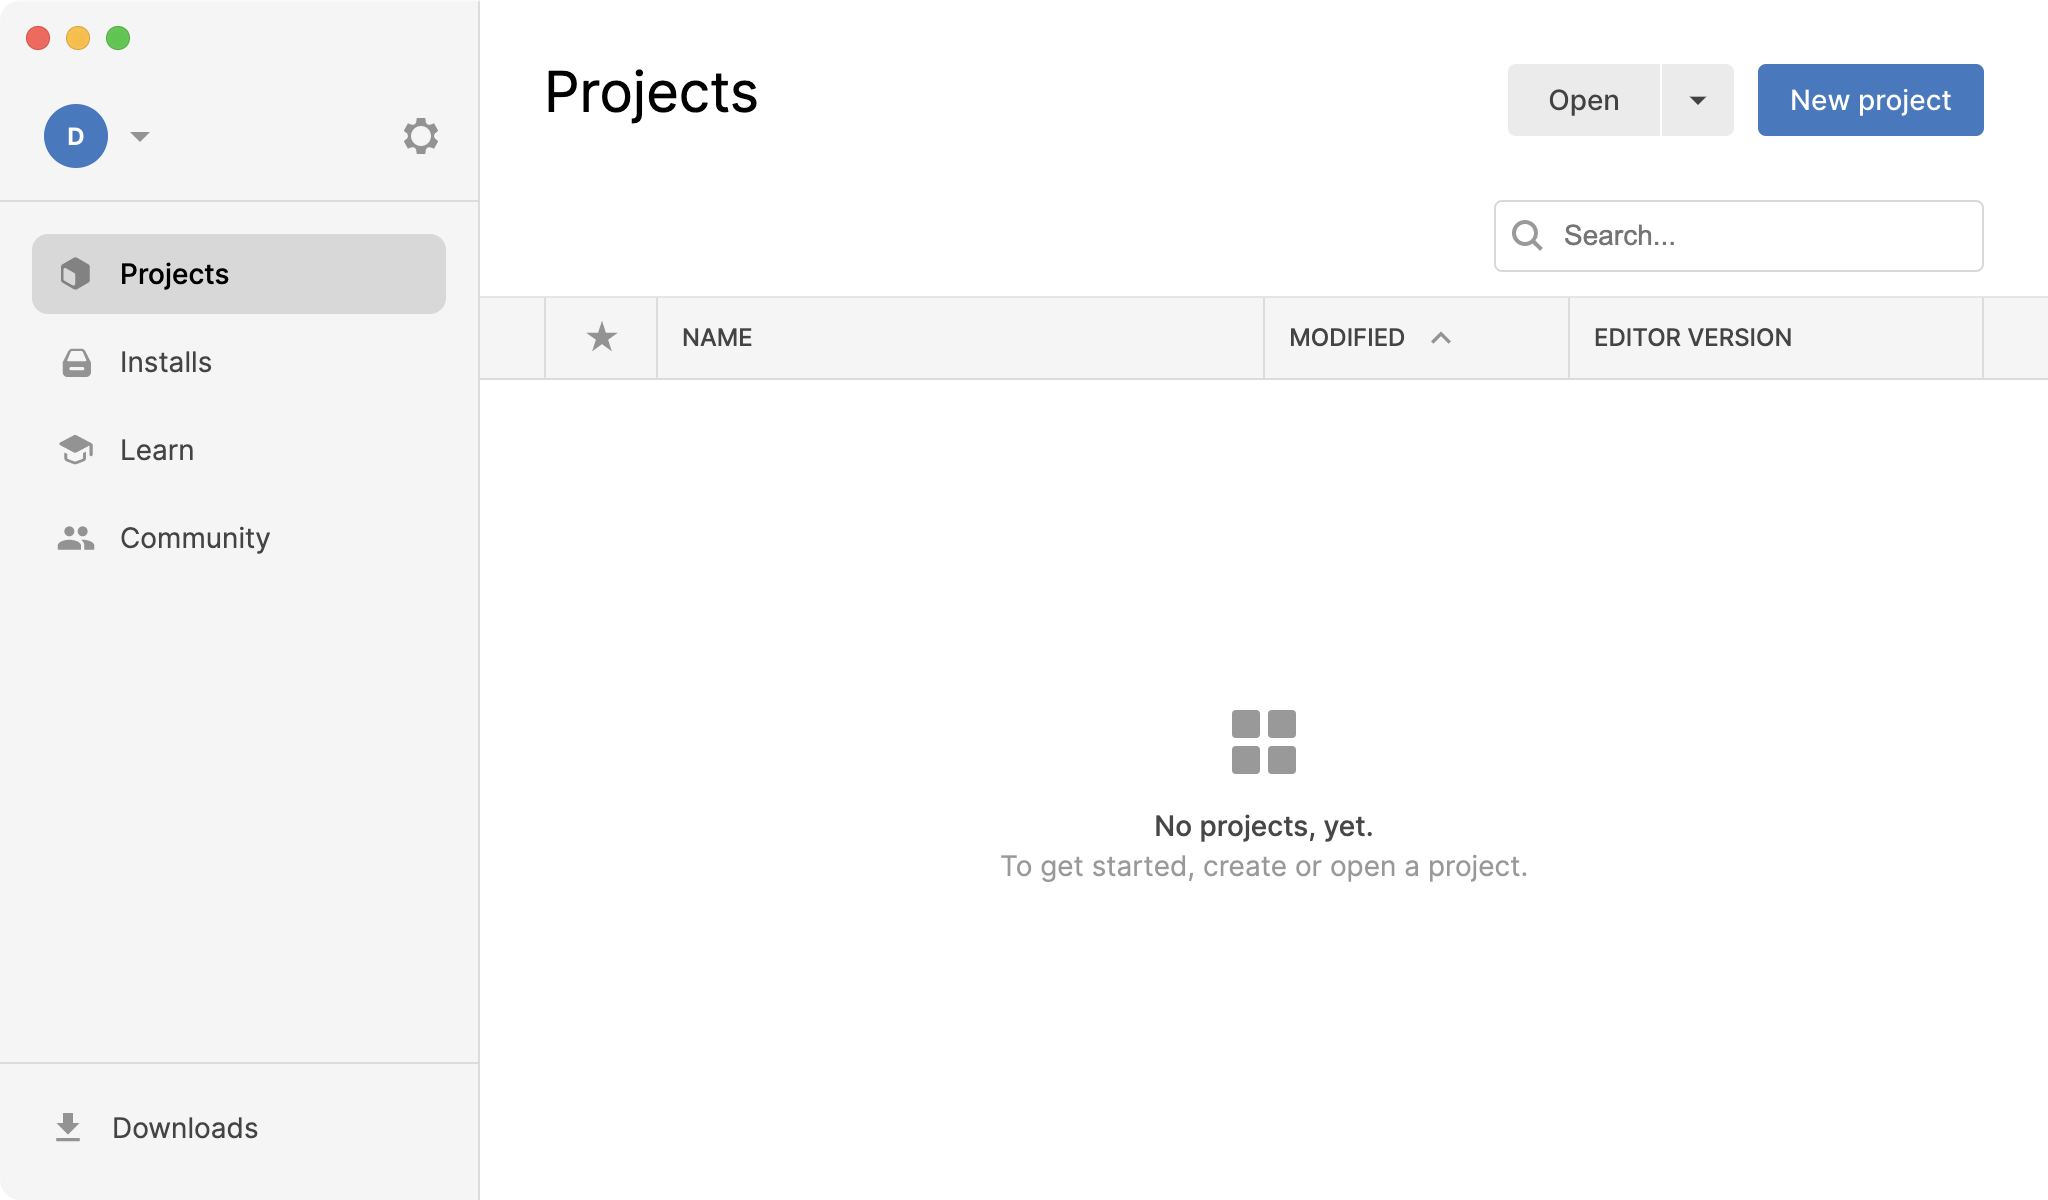 D
Projects
Installs
Learn
Community
Downloads
Projects
Open
New project
Search...
NAME
MODIFIED
EDITOR VERSION
No projects, yet.
To get started, create or open a project.